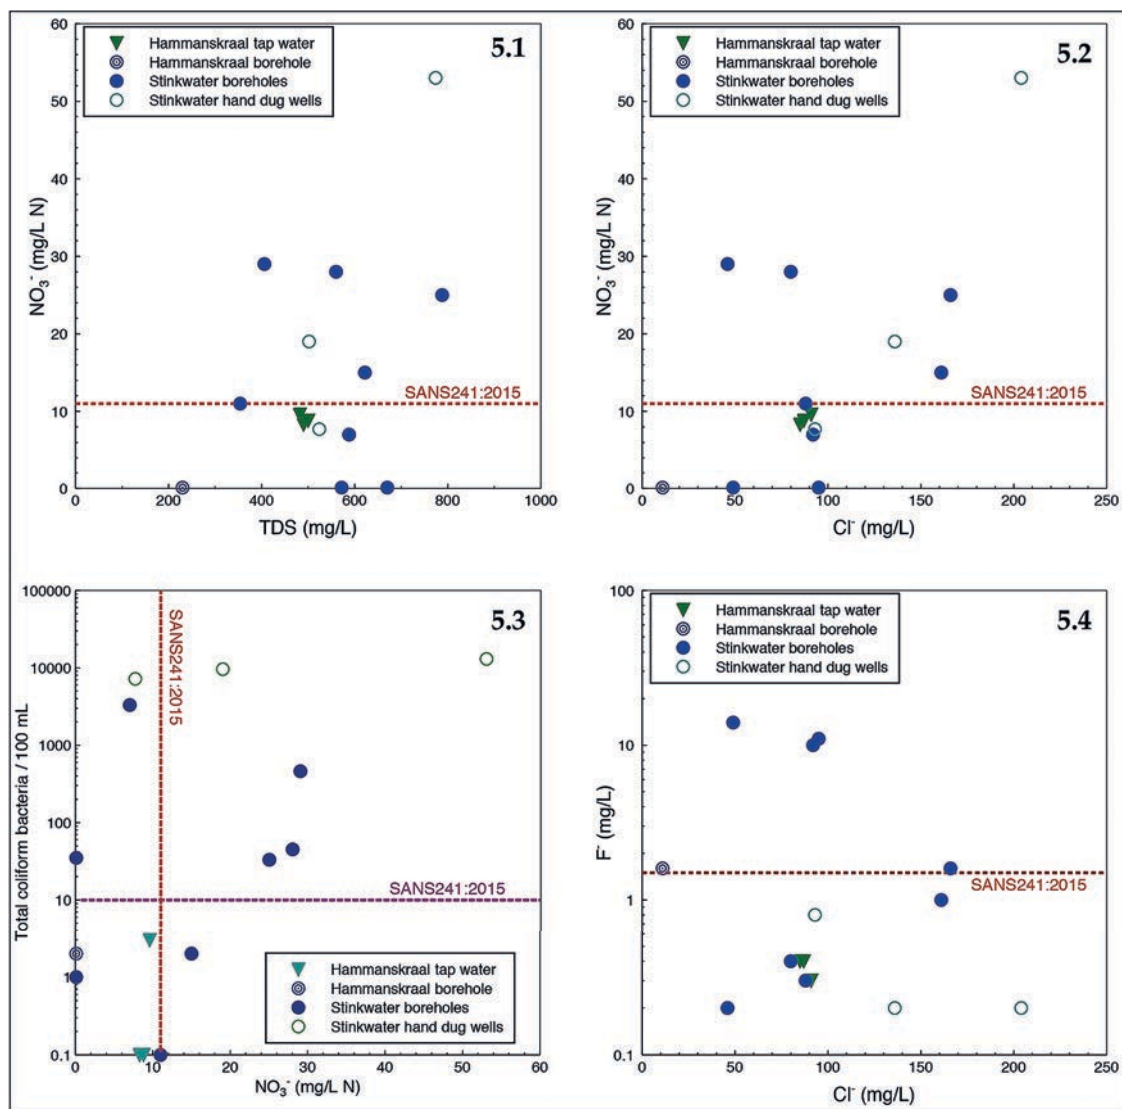 60
50
40
30
20
10
0
NO₃⁻ (mg/L N)
Hammanskraal tap water
Hammanskraal borehole
Stinkwater boreholes
Stinkwater hand dug wells
5.1
SANS241:2015
0 200 400 600 800 1000
TDS (mg/L)
60
50
40
30
20
10
0
NO₃⁻ (mg/L N)
Hammanskraal tap water
Hammanskraal borehole
Stinkwater boreholes
Stinkwater hand dug wells
5.2
SANS241:2015
0 50 100 150 200 250
Cl⁻ (mg/L)
100000
10000
1000
100
10
1
0.1
Total coliform bacteria / 100 mL
SANS241:2015
5.3
SANS241:2015
Hammanskraal tap water
Hammanskraal borehole
Stinkwater boreholes
Stinkwater hand dug wells
0 10 20 30 40 50 60
NO₃⁻ (mg/L N)
100
10
1
0.1
F⁻ (mg/L)
Hammanskraal tap water
Hammanskraal borehole
Stinkwater boreholes
Stinkwater hand dug wells
5.4
SANS241:2015
0 50 100 150 200 250
Cl⁻ (mg/L)